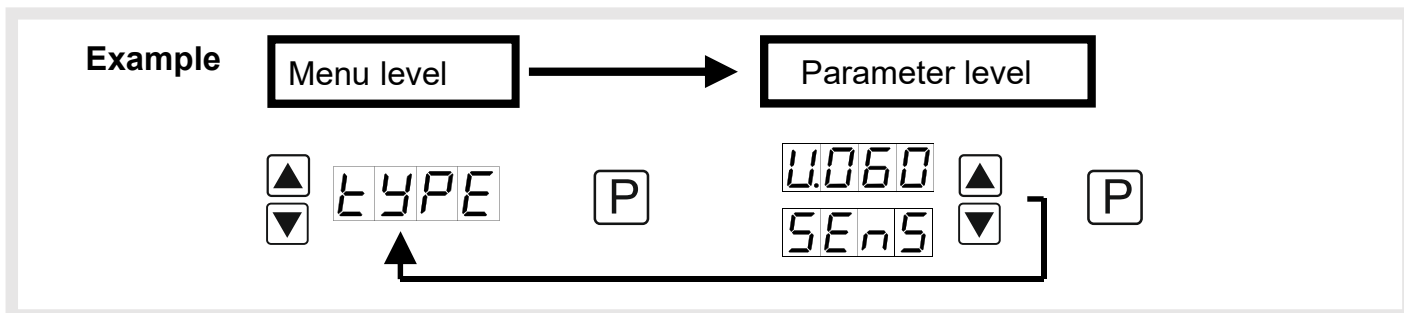 Example
Menu level
Parameter level
tYPE
P
U.060
SEnS
P